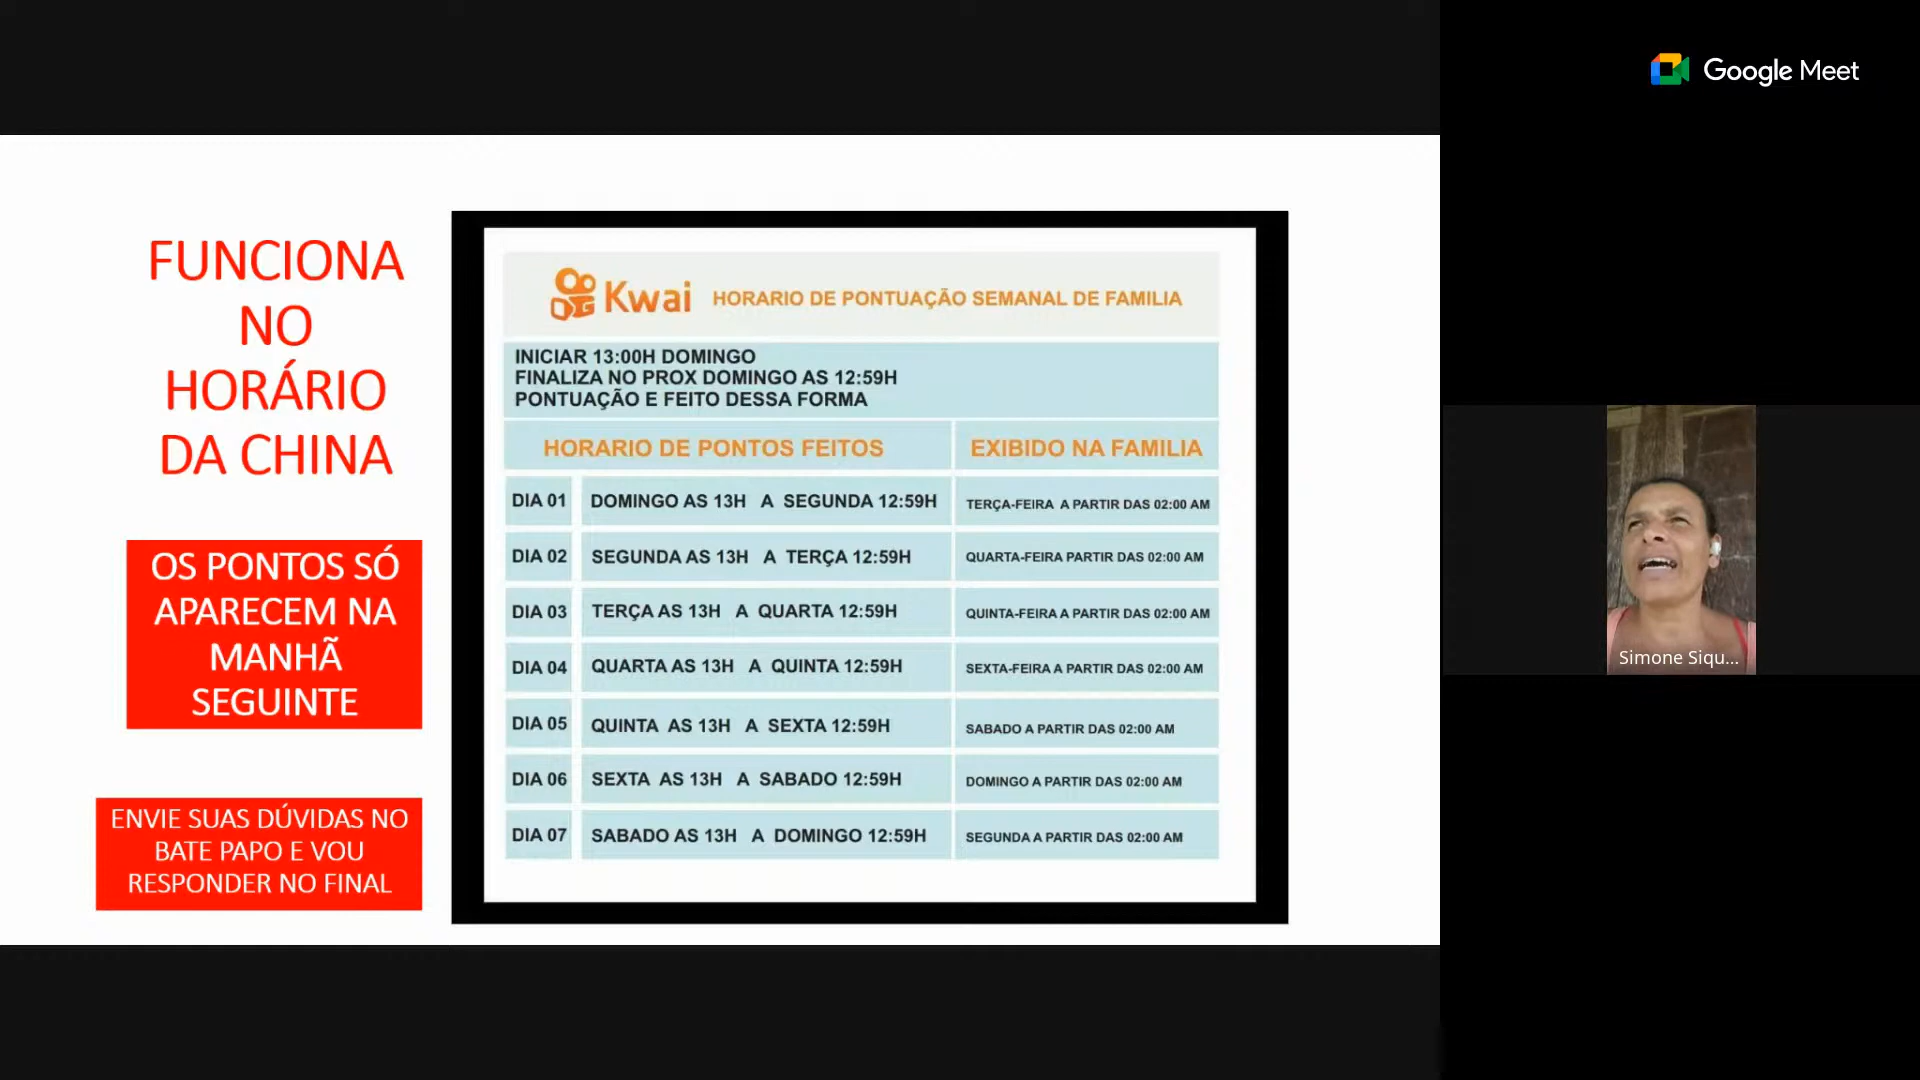 Google Meet
FUNCIONA
NO
HORÁRIO
DA CHINA
OS PONTOS SÓ
APARECEM NA
MANHÃ
SEGUINTE
ENVIE SUAS DÚVIDAS NO
BATE PAPO E VOU
RESPONDER NO FINAL
Kwai HORARIO DE PONTUAÇÃO SEMANAL DE FAMILIA
INICIAR 13:00H DOMINGO
FINALIZA NO PROX DOMINGO AS 12:59H
PONTUAÇÃO E FEITO DESSA FORMA
HORARIO DE PONTOS FEITOS EXIBIDO NA FAMILIA
DIA 01 DOMINGO AS 13H A SEGUNDA 12:59H TERÇA-FEIRA A PARTIR DAS 02:00 AM
DIA 02 SEGUNDA AS 13H A TERÇA 12:59H QUARTA-FEIRA PARTIR DAS 02:00 AM
DIA 03 TERÇA AS 13H A QUARTA 12:59H QUINTA-FEIRA A PARTIR DAS 02:00 AM
DIA 04 QUARTA AS 13H A QUINTA 12:59H SEXTA-FEIRA A PARTIR DAS 02:00 AM
DIA 05 QUINTA AS 13H A SEXTA 12:59H SABADO A PARTIR DAS 02:00 AM
DIA 06 SEXTA AS 13H A SABADO 12:59H DOMINGO A PARTIR DAS 02:00 AM
DIA 07 SABADO AS 13H A DOMINGO 12:59H SEGUNDA A PARTIR DAS 02:00 AM
Simone Siqu...